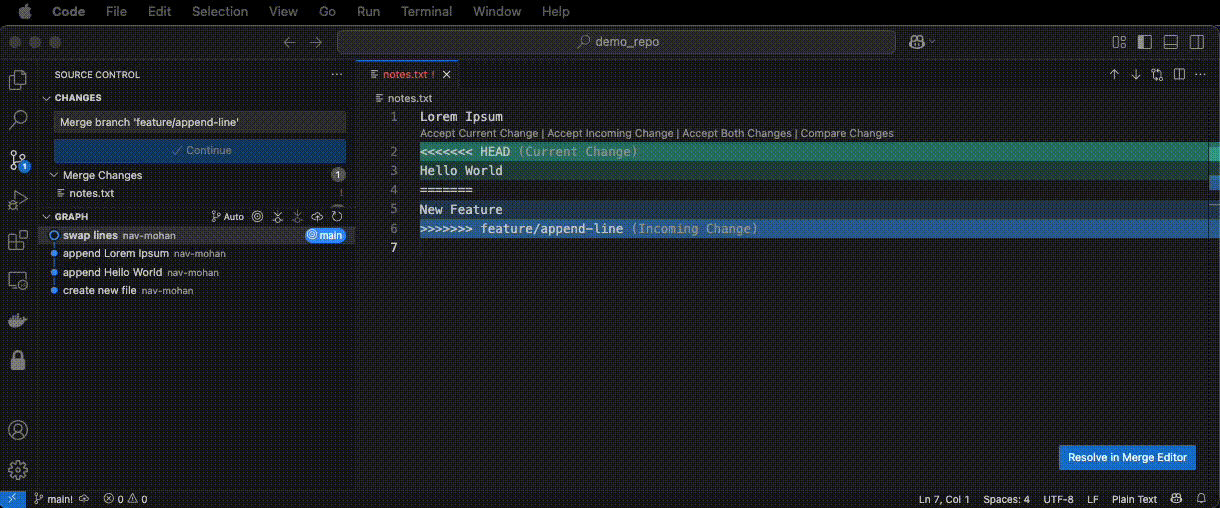 Code File Edit Selection View Go Run Terminal Window Help
demo_repo
SOURCE CONTROL
CHANGES
Merge branch 'feature/append-line'
Continue
Merge Changes 1
notes.txt !
GRAPH Auto
swap lines nav-mohan main
append Lorem Ipsum nav-mohan
append Hello World nav-mohan
create new file nav-mohan
1
notes.txt !
notes.txt
1 Lorem Ipsum
Accept Current Change | Accept Incoming Change | Accept Both Changes | Compare Changes
2 <<<<<<< HEAD (Current Change)
3 Hello World
4 =======
5 New Feature
6 >>>>>>> feature/append-line (Incoming Change)
7
Resolve in Merge Editor
main! 0 0
Ln 7, Col 1 Spaces: 4 UTF-8 LF Plain Text